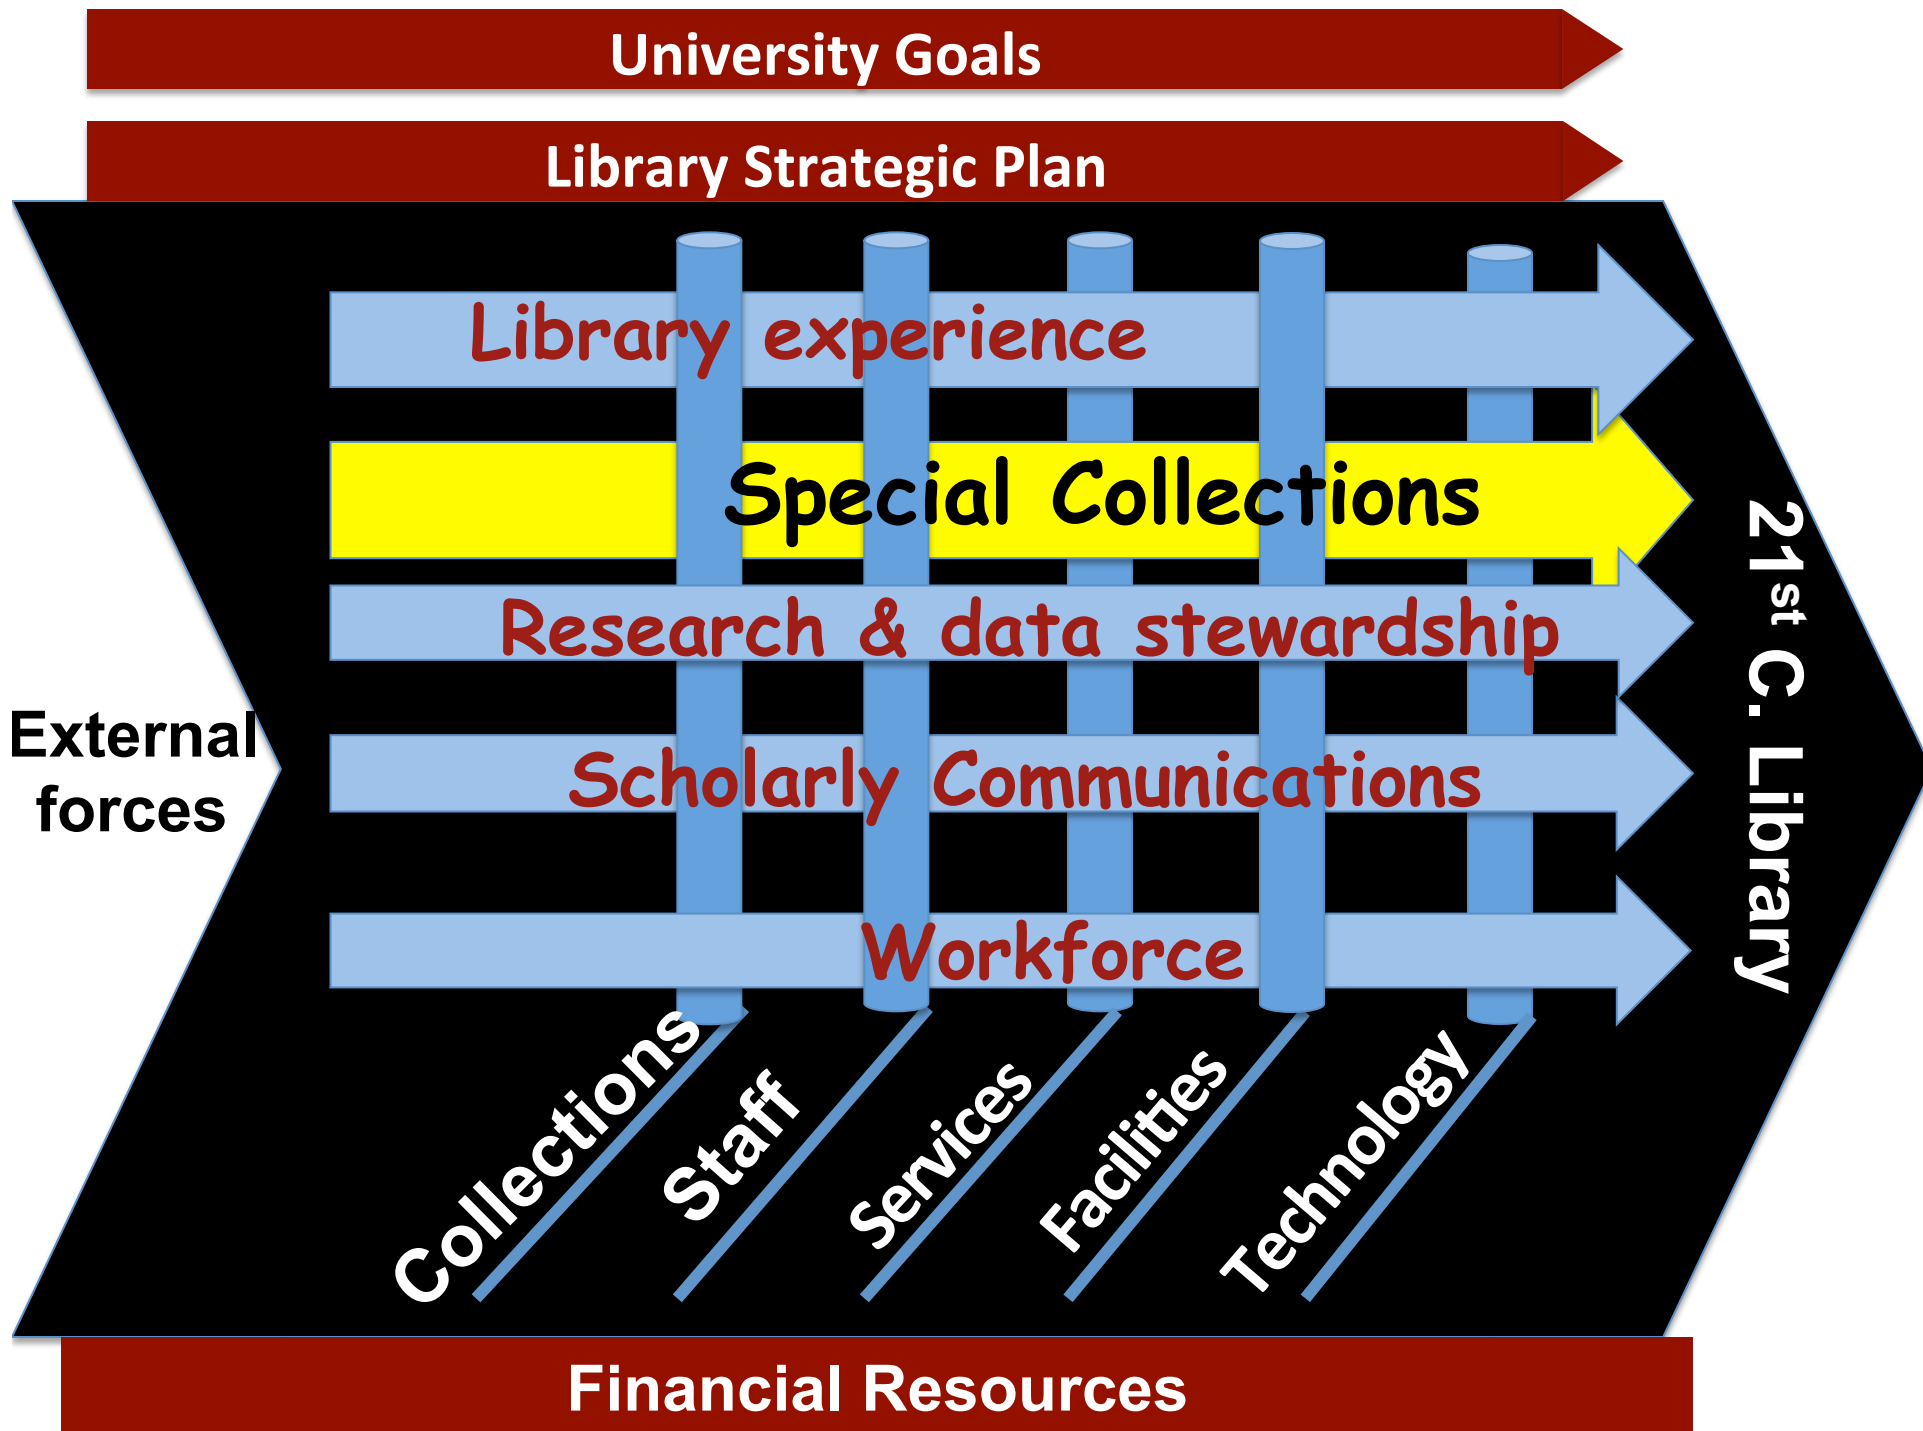 University Goals
Library Strategic Plan
Library experience
Special Collections
Research & data stewardship
Scholarly Communications
Workforce
External
forces
21st C. Library
Collections
Staff
Services
Facilities
Technology
Financial Resources